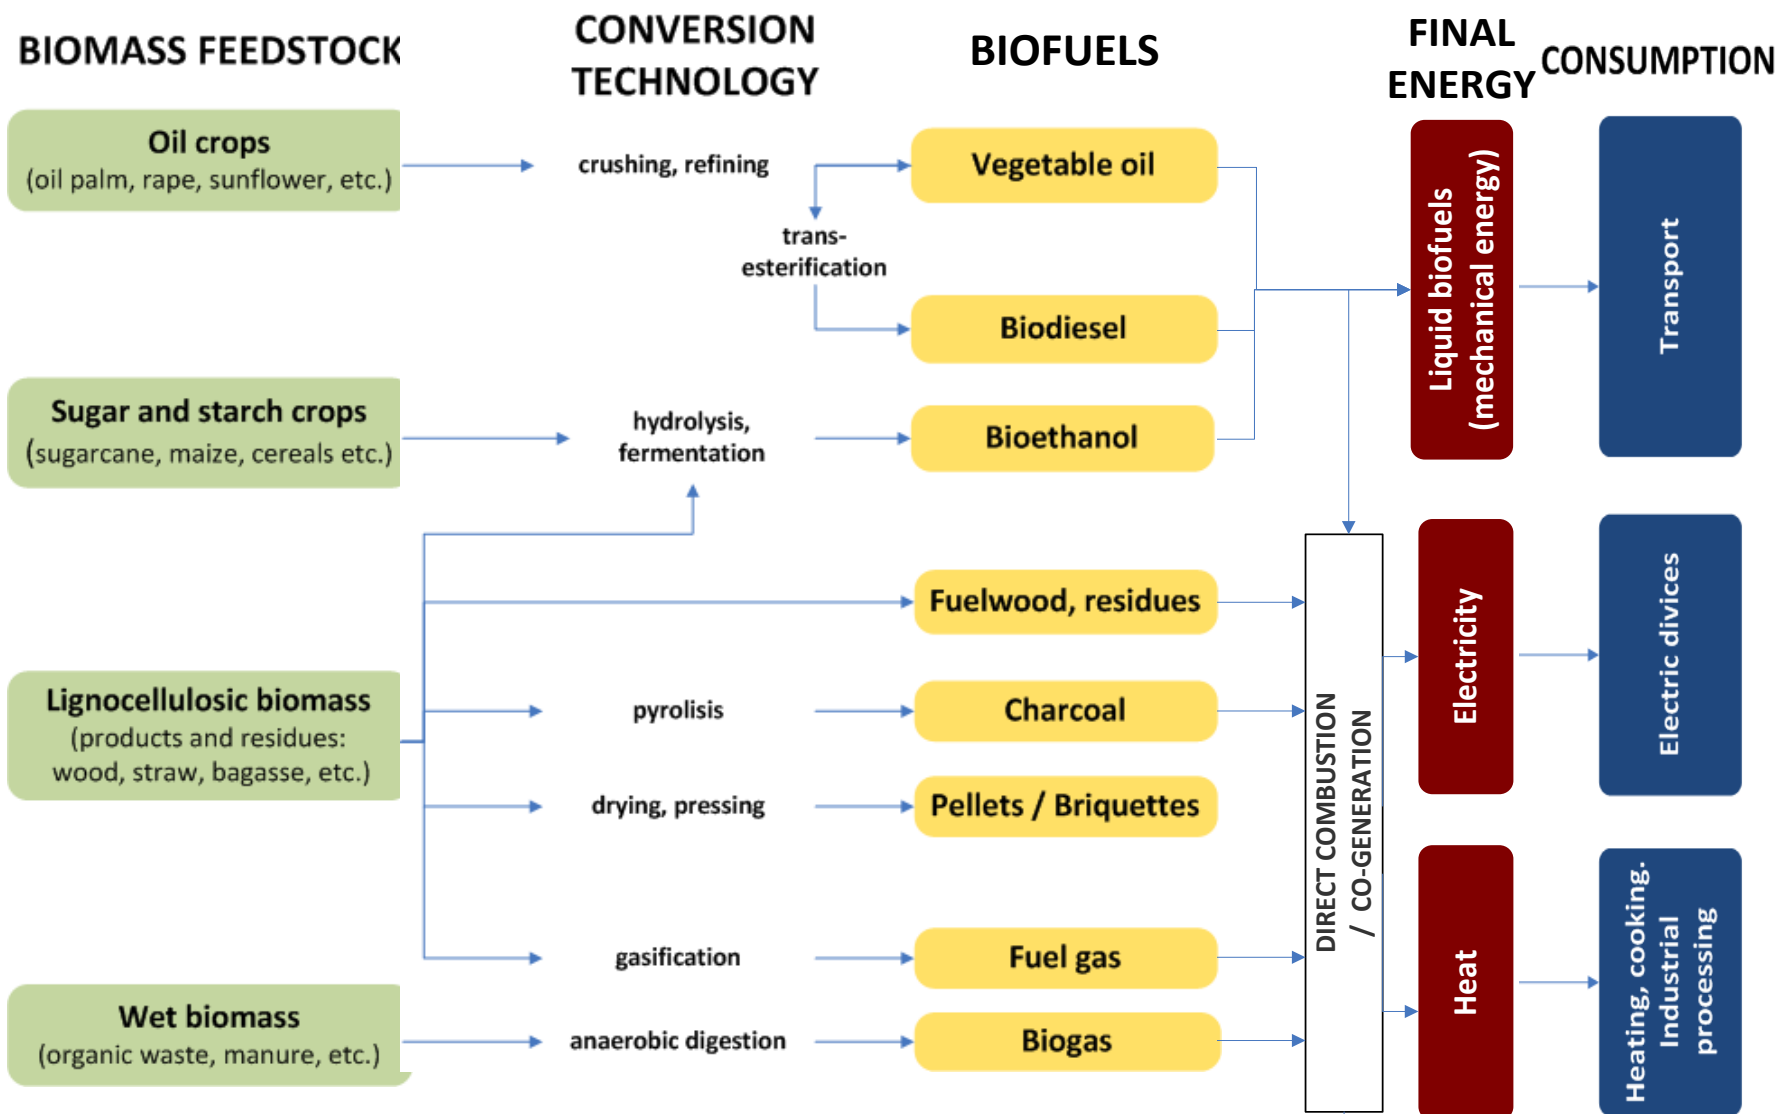 BIOMASS FEEDSTOCK
CONVERSION
TECHNOLOGY
BIOFUELS
FINAL
ENERGY
CONSUMPTION
Oil crops
(oil palm, rape, sunflower, etc.)
crushing, refining
Vegetable oil
trans-
esterification
Biodiesel
Liquid biofuels
(mechanical energy)
Transport
Sugar and starch crops
(sugarcane, maize, cereals etc.)
hydrolysis,
fermentation
Bioethanol
Fuelwood, residues
Lignocellulosic biomass
(products and residues:
wood, straw, bagasse, etc.)
pyrolisis
Charcoal
drying, pressing
Pellets / Briquettes
gasification
Fuel gas
Wet biomass
(organic waste, manure, etc.)
anaerobic digestion
Biogas
DIRECT COMBUSTION
/ CO-GENERATION
Electricity
Electric divices
Heat
Heating, cooking.
Industrial
processing